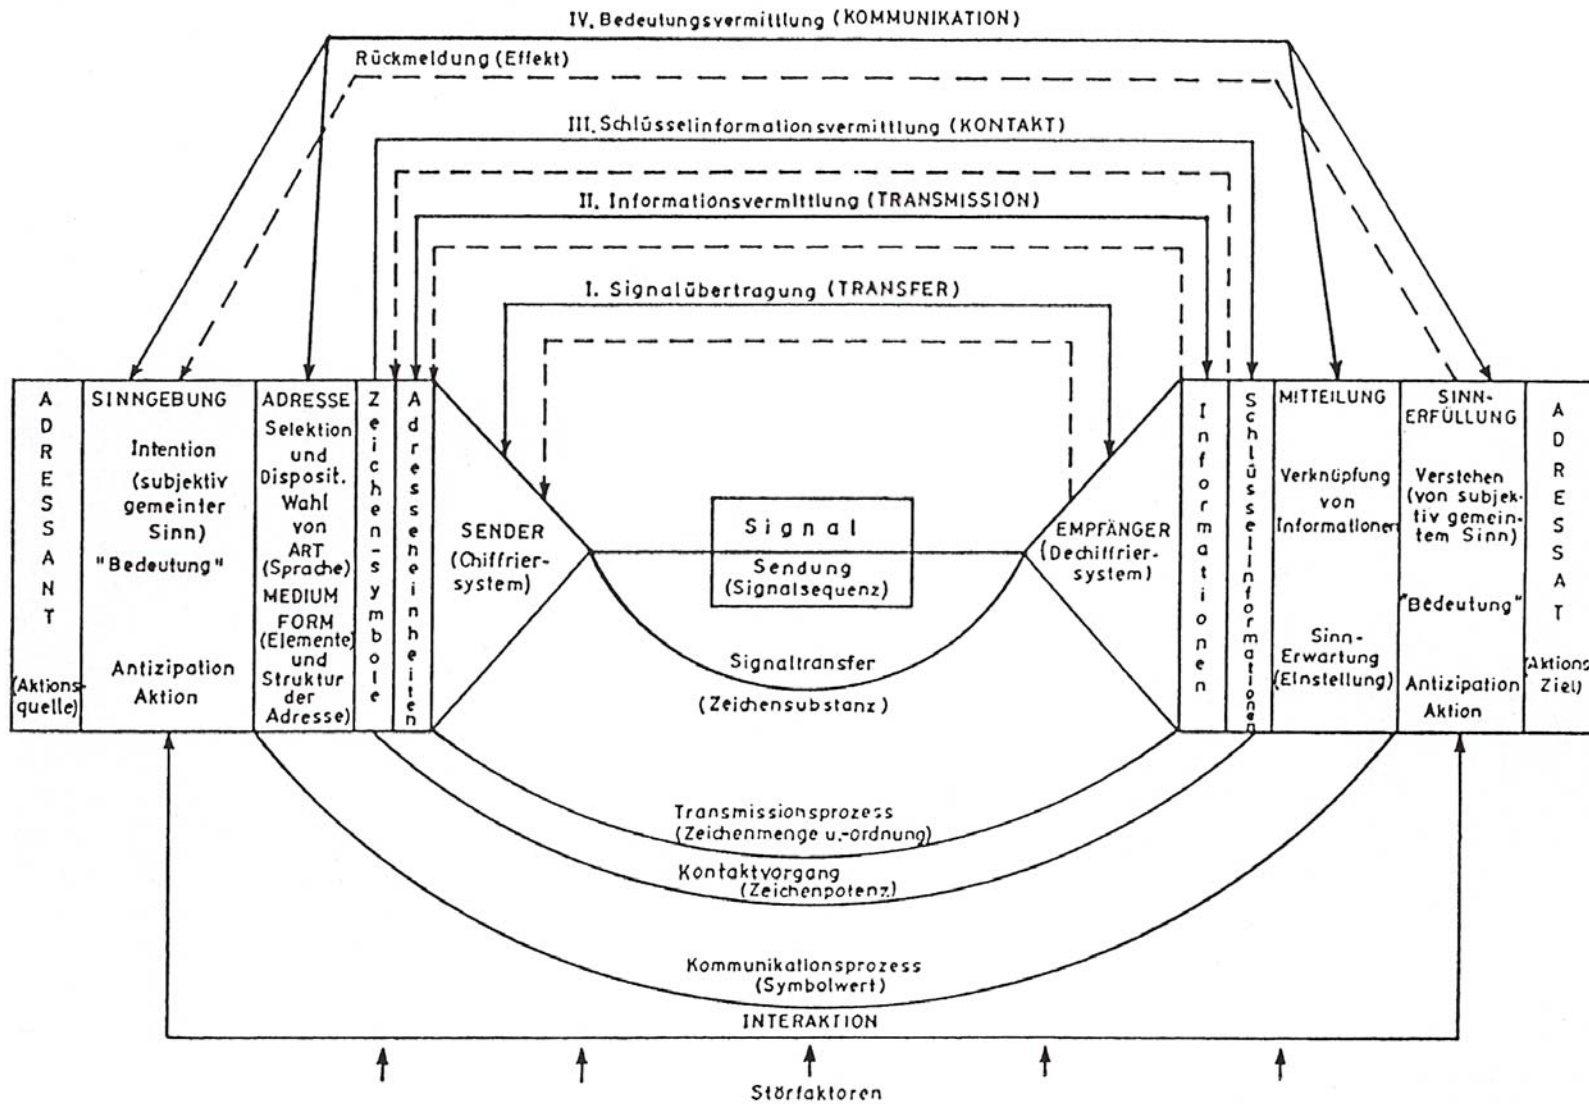 IV. Bedeutungsvermittlung (KOMMUNIKATION)
Rückmeldung (Effekt)
III. Schlüsselinformationsvermittlung (KONTAKT)
II. Informationsvermittlung (TRANSMISSION)
I. Signalübertragung (TRANSFER)
ADRESSANT
(Aktions-
quelle)
SINNGEBUNG
Intention
(subjektiv
gemeinter
Sinn)
"Bedeutung"
Antizipation
Aktion
ADRESSE
Selektion
und
Disposit.
Wahl
von
ART
(Sprache)
MEDIUM
FORM
(Elemente)
und
Struktur
der
Adresse)
Zeichen-symbole
Adresseneinheiten
SENDER
(Chiffrier-
system)
Signal
Sendung
(Signalsequenz)
Signaltransfer
(Zeichensubstanz)
EMPFÄNGER
(Dechiffrier-
system)
Informationen
Schlüsselinformationen
MITTEILUNG
Verknüpfung
von
Informationen
Sinn-
Erwartung
(Einstellung)
SINN-
ERFÜLLUNG
Verstehen
(von subjek-
tiv gemein-
tem Sinn)
"Bedeutung"
Antizipation
Aktion
ADRESSAT
(Aktions-
Ziel)
Transmissionsprozess
(Zeichenmenge u.-ordnung)
Kontaktvorgang
(Zeichenpotenz)
Kommunikationsprozess
(Symbolwert)
INTERAKTION
Störfaktoren